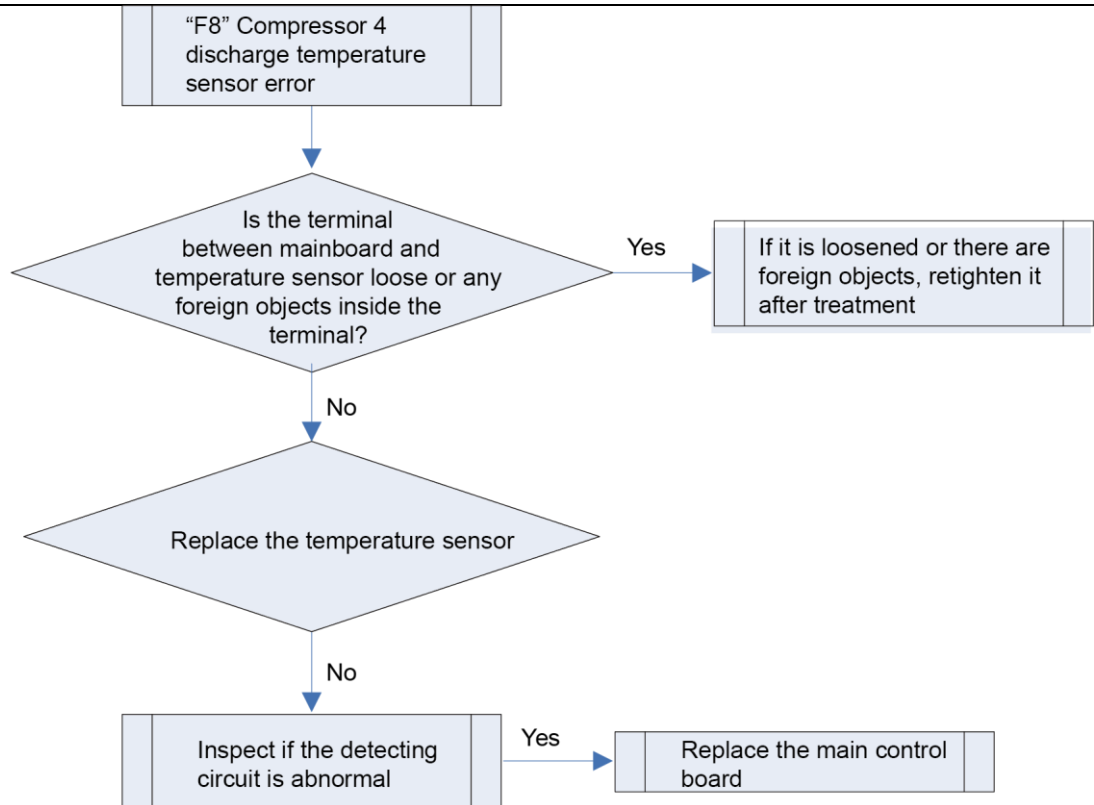 “F8” Compressor 4
discharge temperature
sensor error
Is the terminal
between mainboard and
temperature sensor loose or any
foreign objects inside the
terminal?
Yes
If it is loosened or there are
foreign objects, retighten it
after treatment
No
Replace the temperature sensor
No
Inspect if the detecting
circuit is abnormal
Yes
Replace the main control
board